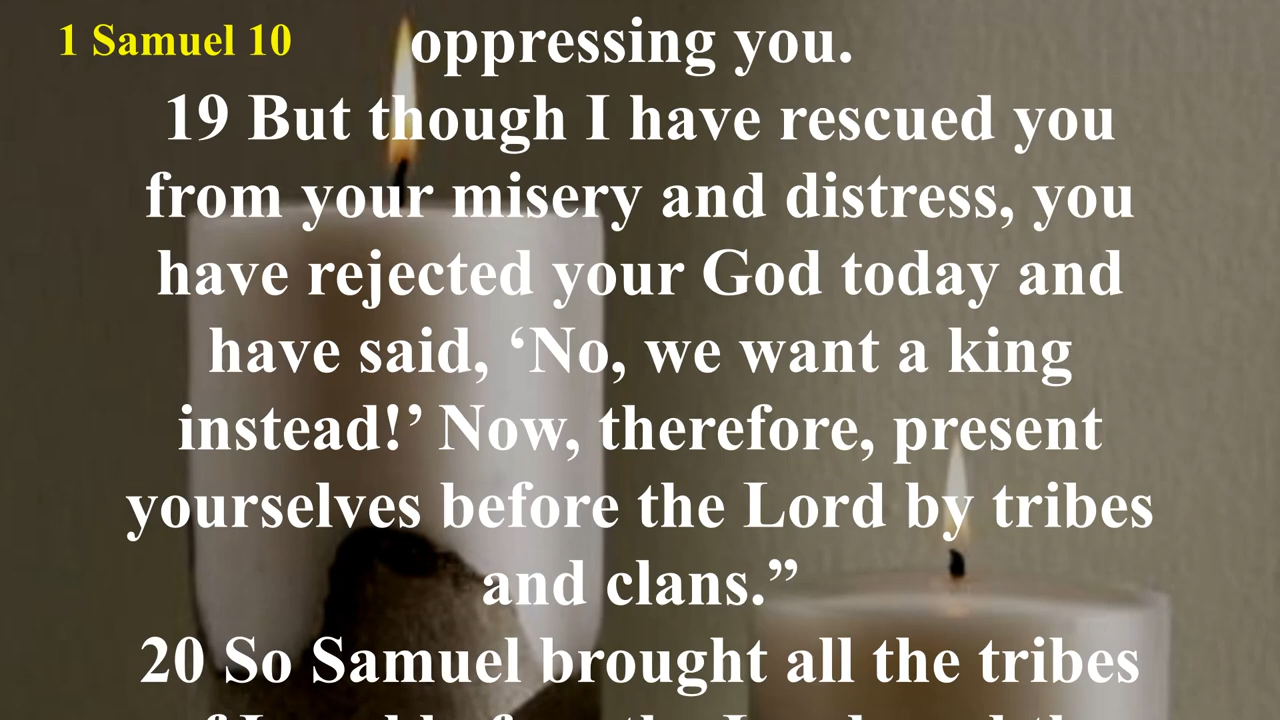 1 Samuel 10
oppressing you.
19 But though I have rescued you
from your misery and distress, you
have rejected your God today and
have said, ‘No, we want a king
instead!’ Now, therefore, present
yourselves before the Lord by tribes
and clans.”
20 So Samuel brought all the tribes